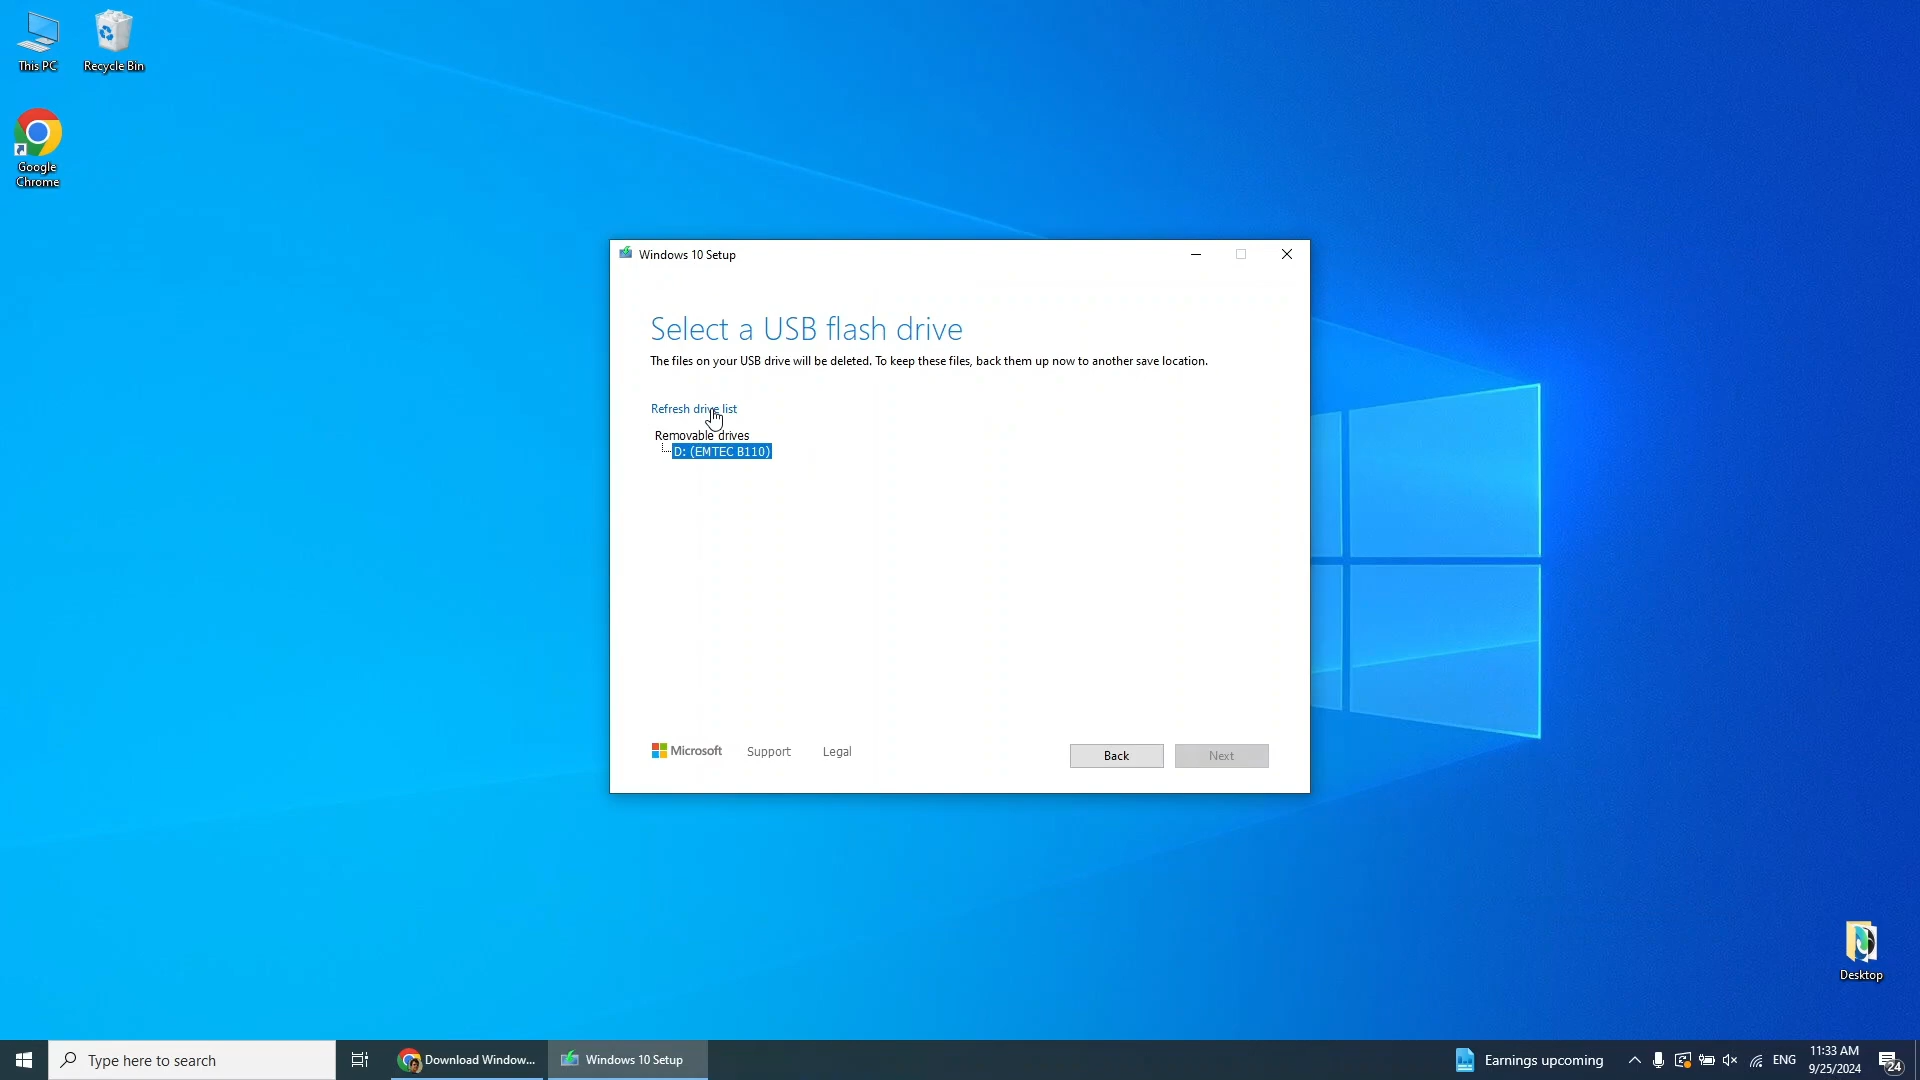 This PC
Recycle Bin
Google
Chrome
Windows 10 Setup
Select a USB flash drive
The files on your USB drive will be deleted. To keep these files, back them up now to another save location.
Refresh drive list
Removable drives
D: (EMTEC B110)
Microsoft
Support
Legal
Back
Next
Desktop
Type here to search
Download Window...
Windows 10 Setup
Earnings upcoming
ENG
11:33 AM
9/25/2024
24